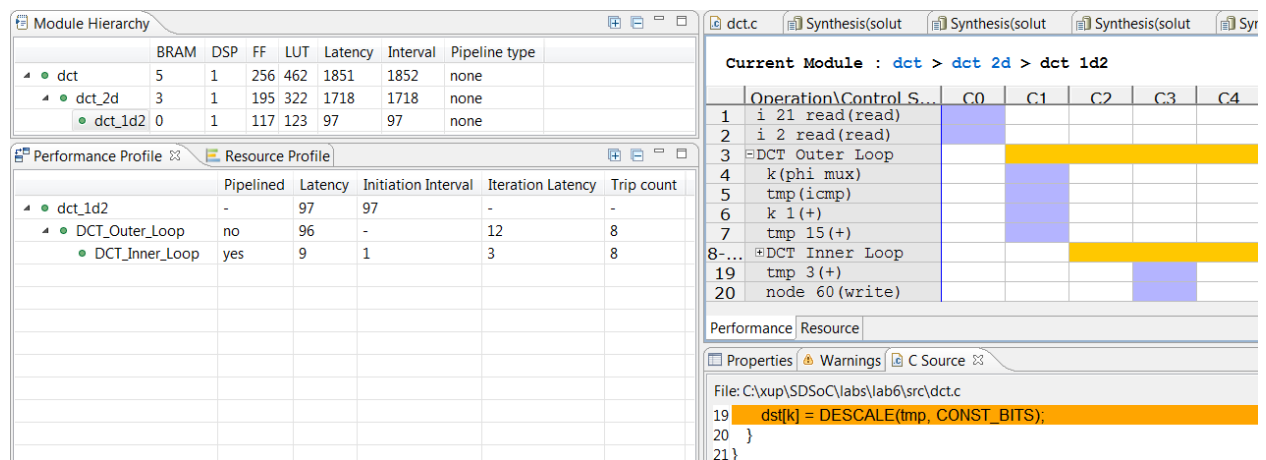 Module Hierarchy
BRAM DSP FF LUT Latency Interval Pipeline type
dct 5 1 256 462 1851 1852 none
dct_2d 3 1 195 322 1718 1718 none
dct_1d2 0 1 117 123 97 97 none
Performance Profile Resource Profile
Pipelined Latency Initiation Interval Iteration Latency Trip count
dct_1d2 - 97 97 - -
DCT_Outer_Loop no 96 - 12 8
DCT_Inner_Loop yes 9 1 3 8
dct.c Synthesis(solut Synthesis(solut Synthesis(solut Syn
Current Module : dct > dct 2d > dct 1d2
Operation\Control S... C0 C1 C2 C3 C4
1 i 21 read(read)
2 i 2 read(read)
3 DCT Outer Loop
4 k(phi mux)
5 tmp(icmp)
6 k 1(+)
7 tmp 15(+)
8-... DCT Inner Loop
19 tmp 3(+)
20 node 60(write)
Performance Resource
Properties Warnings C Source
File: C:\xup\SDSoC\labs\lab6\src\dct.c
19 dst[k] = DESCALE(tmp, CONST_BITS);
20 }
21 }